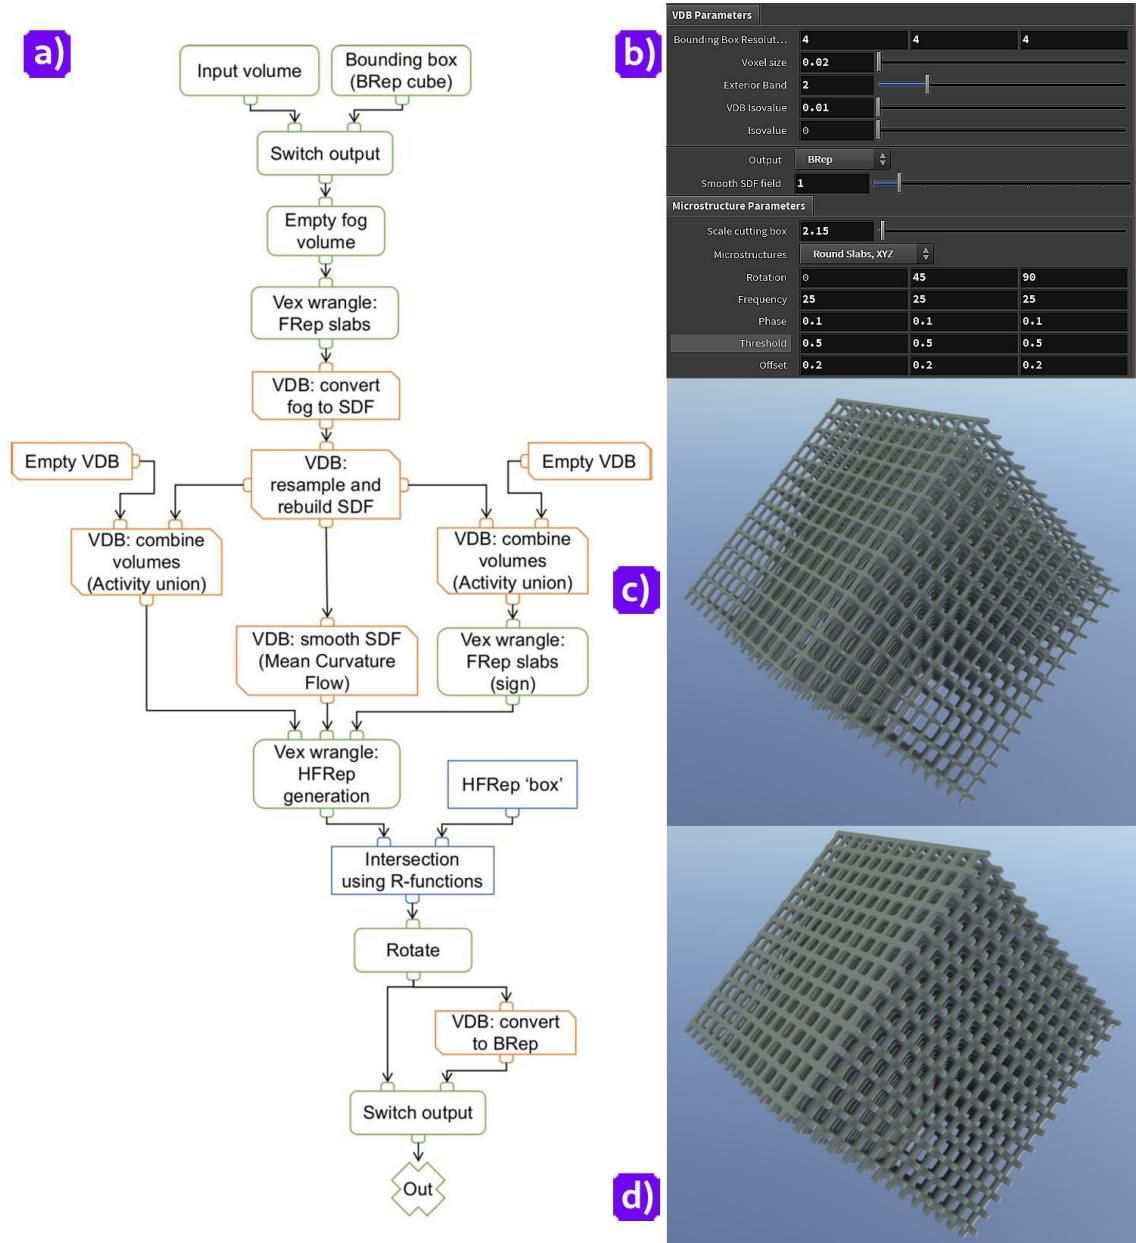 a)
Input volume
Bounding box
(BRep cube)
Switch output
Empty fog
volume
Vex wrangle:
FRep slabs
VDB: convert
fog to SDF
Empty VDB
VDB:
resample and
rebuild SDF
Empty VDB
VDB: combine
volumes
(Activity union)
VDB: combine
volumes
(Activity union)
VDB: smooth SDF
(Mean Curvature
Flow)
Vex wrangle:
FRep slabs
(sign)
Vex wrangle:
HFRep
generation
HFRep ‘box’
Intersection
using R-functions
Rotate
VDB: convert
to BRep
Switch output
Out
b)
VDB Parameters
Bounding Box Resolut... 4 4 4
Voxel size 0.02
Exterior Band 2
VDB Isovalue 0.01
Isovalue 0
Output BRep
Smooth SDF field 1
Microstructure Parameters
Scale cutting box 2.15
Microstructures Round Slabs, XYZ
Rotation 0 45 90
Frequency 25 25 25
Phase 0.1 0.1 0.1
Threshold 0.5 0.5 0.5
Offset 0.2 0.2 0.2
c)
d)